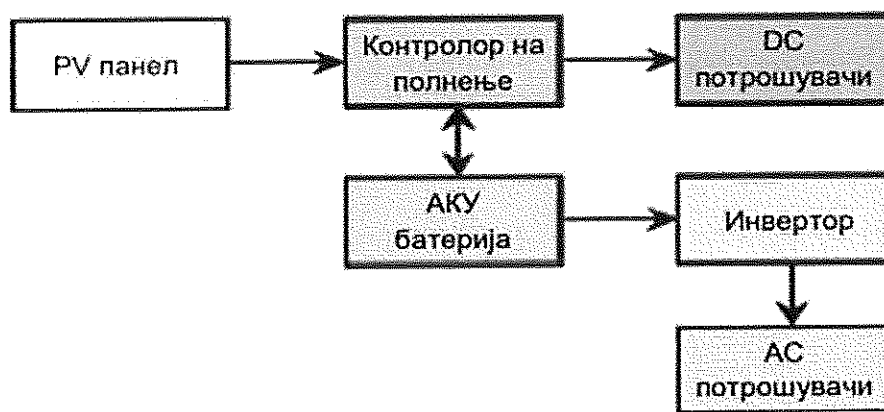 PV панел
Контролор на
полнење
DC
потрошувачи
АКУ
батерија
Инвертор
AC
потрошувачи